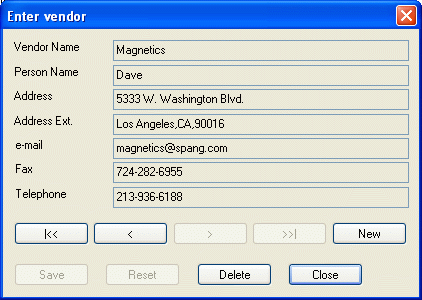 Enter vendor
Vendor Name Magnetics
Person Name Dave
Address 5333 W. Washington Blvd.
Address Ext. Los Angeles,CA,90016
e-mail magnetics@spang.com
Fax 724-282-6955
Telephone 213-936-6188
|<< < > >>| New
Save Reset Delete Close